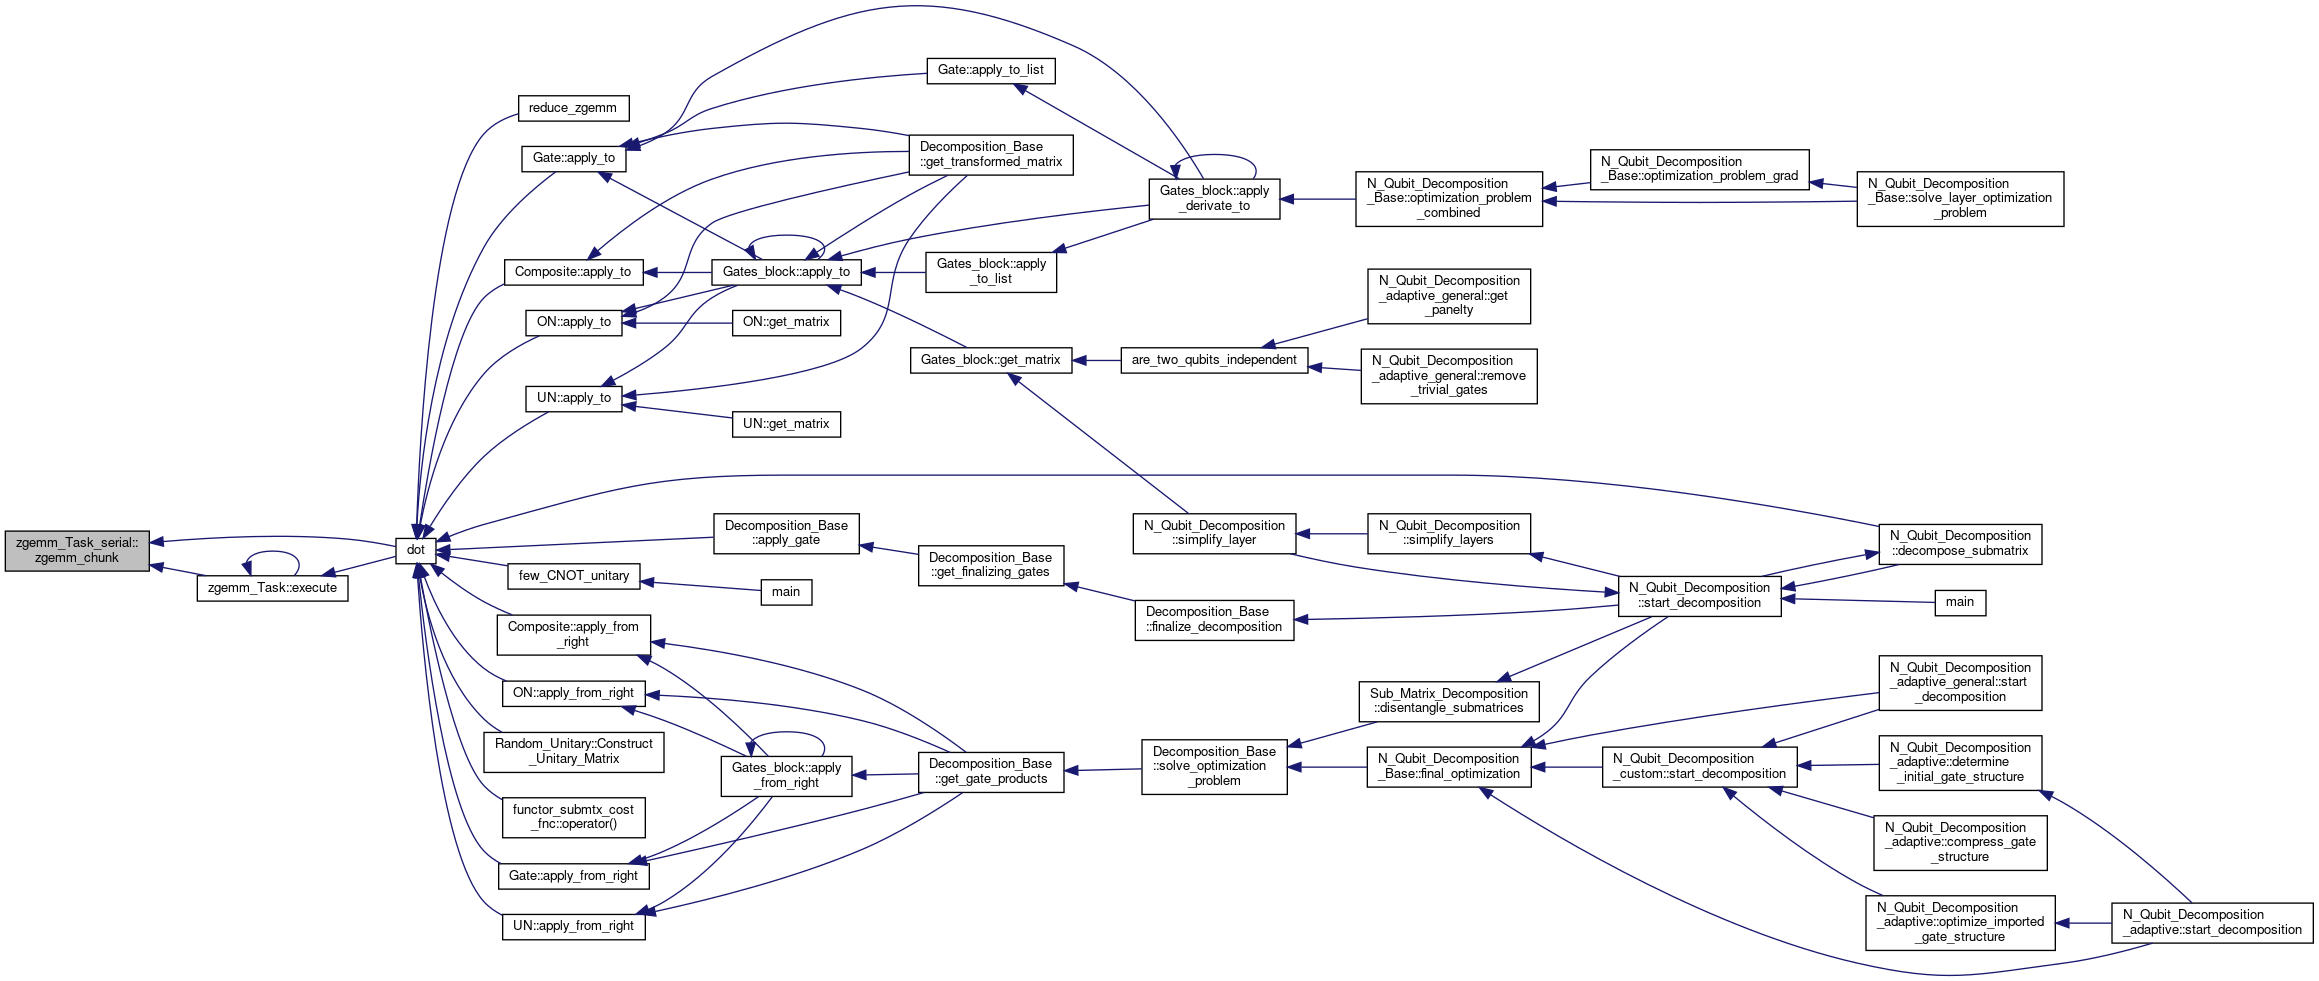 zgemm_Task_serial::
zgemm_chunk
zgemm_Task::execute
dot
reduce_zgemm
Gate::apply_to
Composite::apply_to
ON::apply_to
UN::apply_to
few_CNOT_unitary
Composite::apply_from
_right
ON::apply_from_right
Random_Unitary::Construct
_Unitary_Matrix
functor_submtx_cost
_fnc::operator()
Gate::apply_from_right
UN::apply_from_right
Gates_block::apply_to
ON::get_matrix
UN::get_matrix
Decomposition_Base
::apply_gate
main
Gates_block::apply
_from_right
Gate::apply_to_list
Decomposition_Base
::get_transformed_matrix
Gates_block::apply
_to_list
Gates_block::get_matrix
Decomposition_Base
::get_finalizing_gates
Decomposition_Base
::get_gate_products
Gates_block::apply
_derivate_to
are_two_qubits_independent
N_Qubit_Decomposition
::simplify_layer
Decomposition_Base
::finalize_decomposition
Decomposition_Base
::solve_optimization
_problem
N_Qubit_Decomposition
_Base::optimization_problem
_combined
N_Qubit_Decomposition
_adaptive_general::get
_panelty
N_Qubit_Decomposition
_adaptive_general::remove
_trivial_gates
N_Qubit_Decomposition
::simplify_layers
Sub_Matrix_Decomposition
::disentangle_submatrices
N_Qubit_Decomposition
_Base::final_optimization
N_Qubit_Decomposition
_Base::optimization_problem_grad
N_Qubit_Decomposition
::start_decomposition
N_Qubit_Decomposition
_custom::start_decomposition
N_Qubit_Decomposition
_Base::solve_layer_optimization
_problem
N_Qubit_Decomposition
::decompose_submatrix
main
N_Qubit_Decomposition
_adaptive_general::start
_decomposition
N_Qubit_Decomposition
_adaptive::determine
_initial_gate_structure
N_Qubit_Decomposition
_adaptive::compress_gate
_structure
N_Qubit_Decomposition
_adaptive::optimize_imported
_gate_structure
N_Qubit_Decomposition
_adaptive::start_decomposition